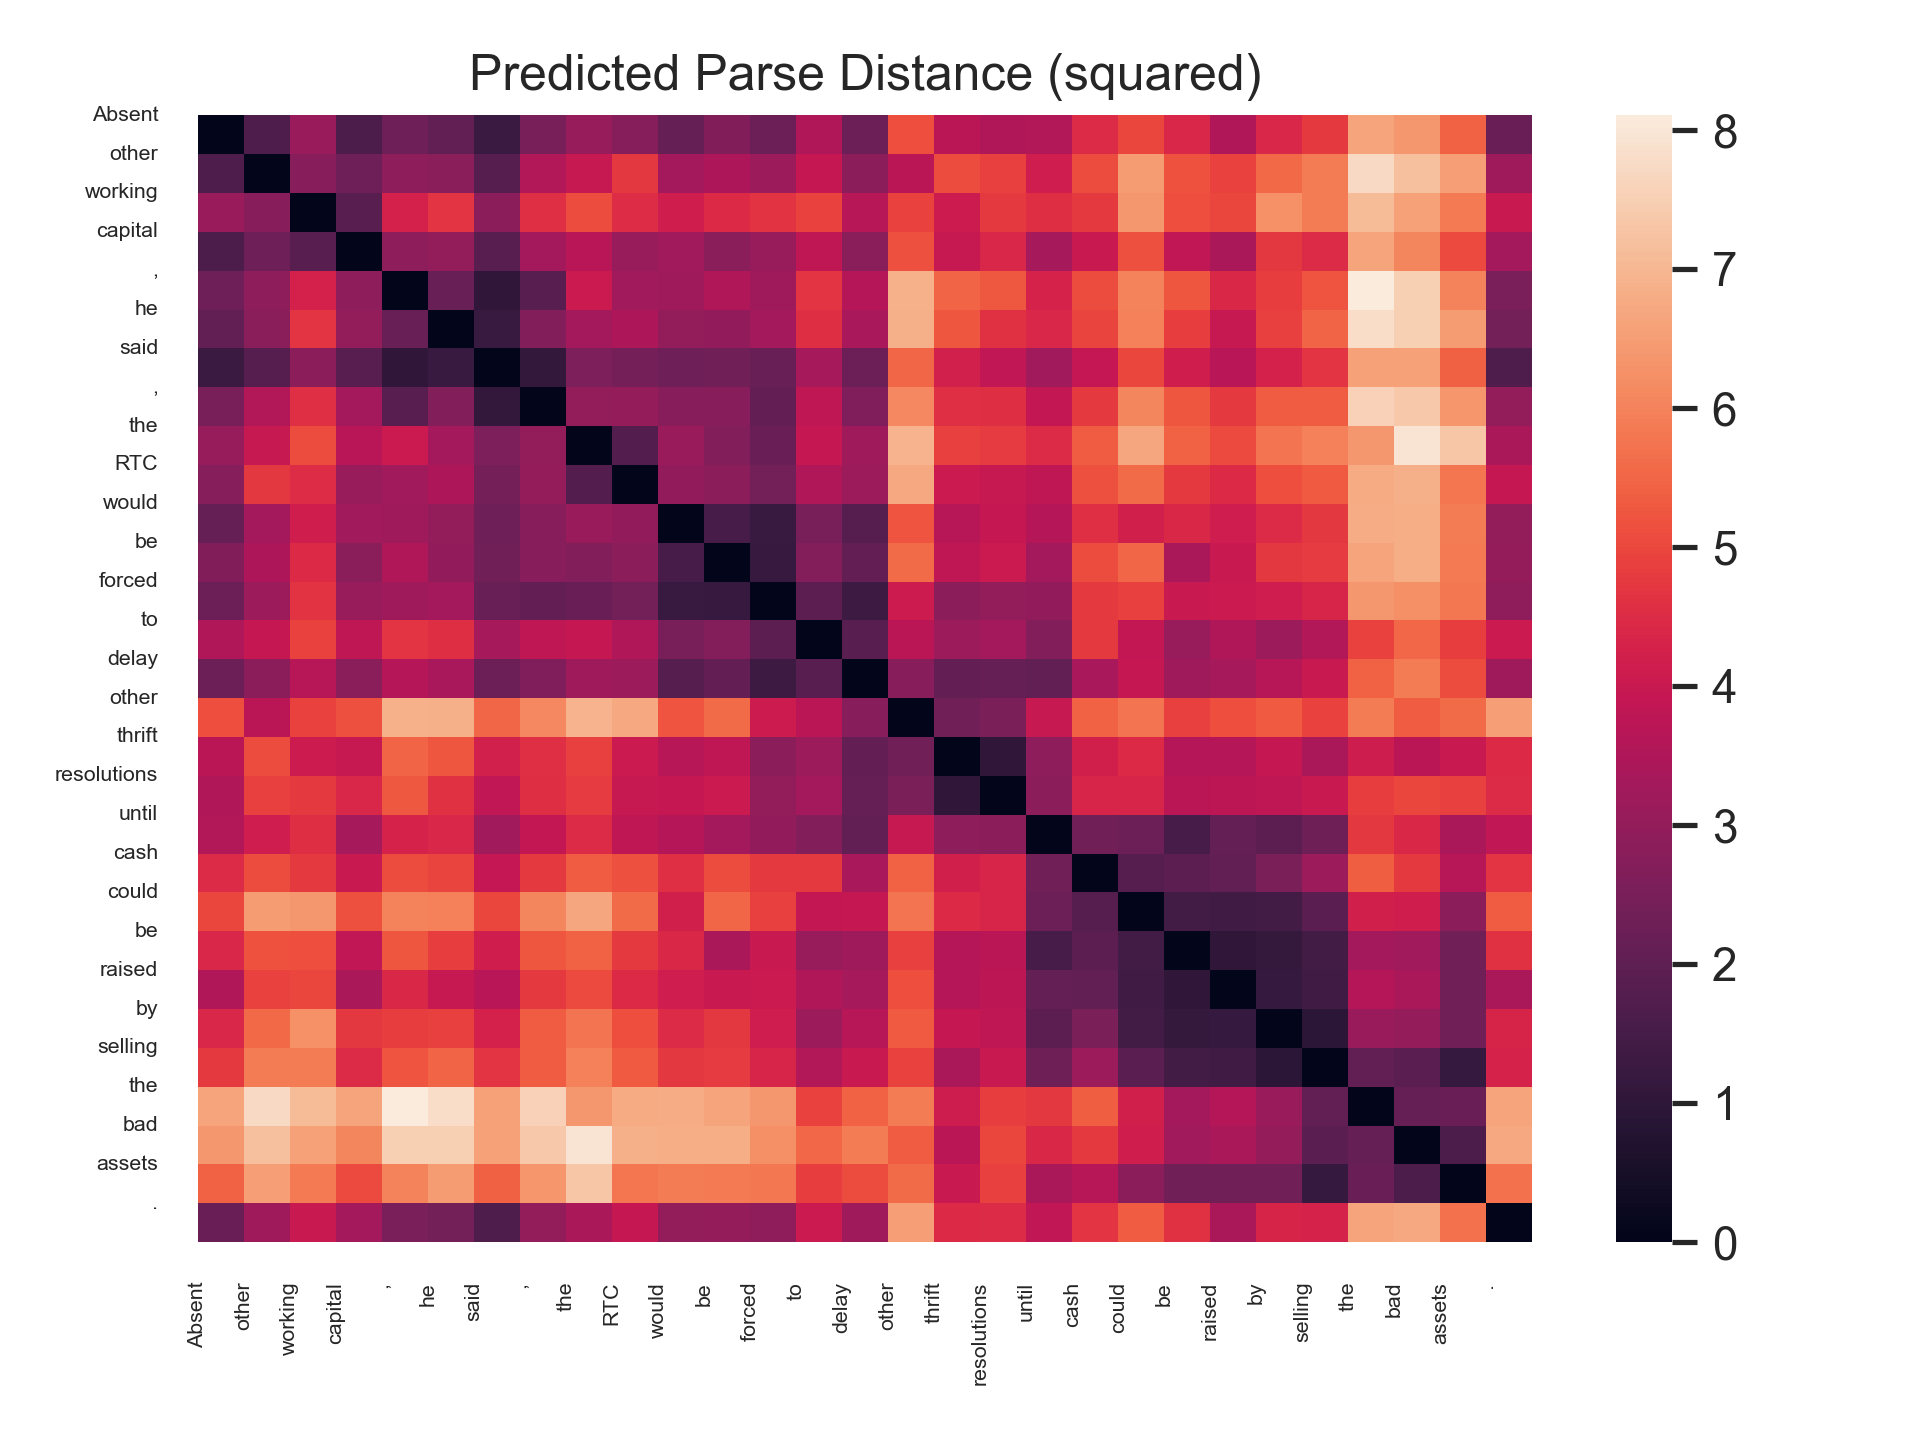 Predicted Parse Distance (squared)
Absent
other
working
capital
,
he
said
,
the
RTC
would
be
forced
to
delay
other
thrift
resolutions
until
cash
could
be
raised
by
selling
the
bad
assets
.
8
7
6
5
4
3
2
1
0
Absent
other
working
capital
,
he
said
,
the
RTC
would
be
forced
to
delay
other
thrift
resolutions
until
cash
could
be
raised
by
selling
the
bad
assets
.